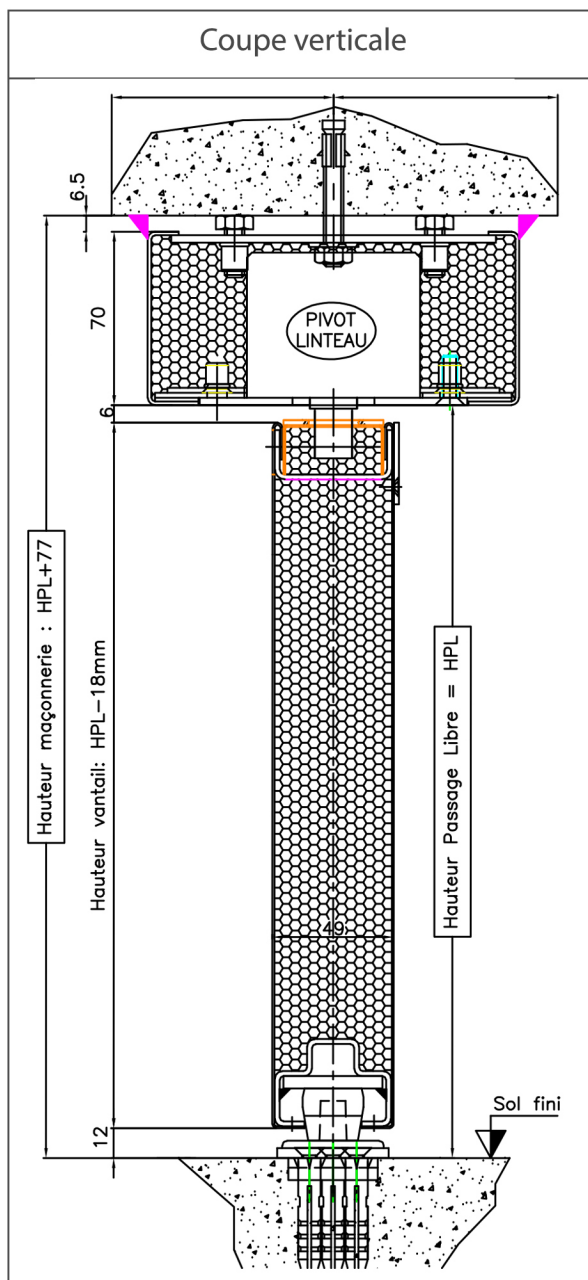 Coupe verticale
6.5
70
PIVOT
LINTEAU
6
Hauteur maçonnerie : HPL+77
Hauteur vantail: HPL-18mm
Hauteur Passage Libre = HPL
49
12
Sol fini